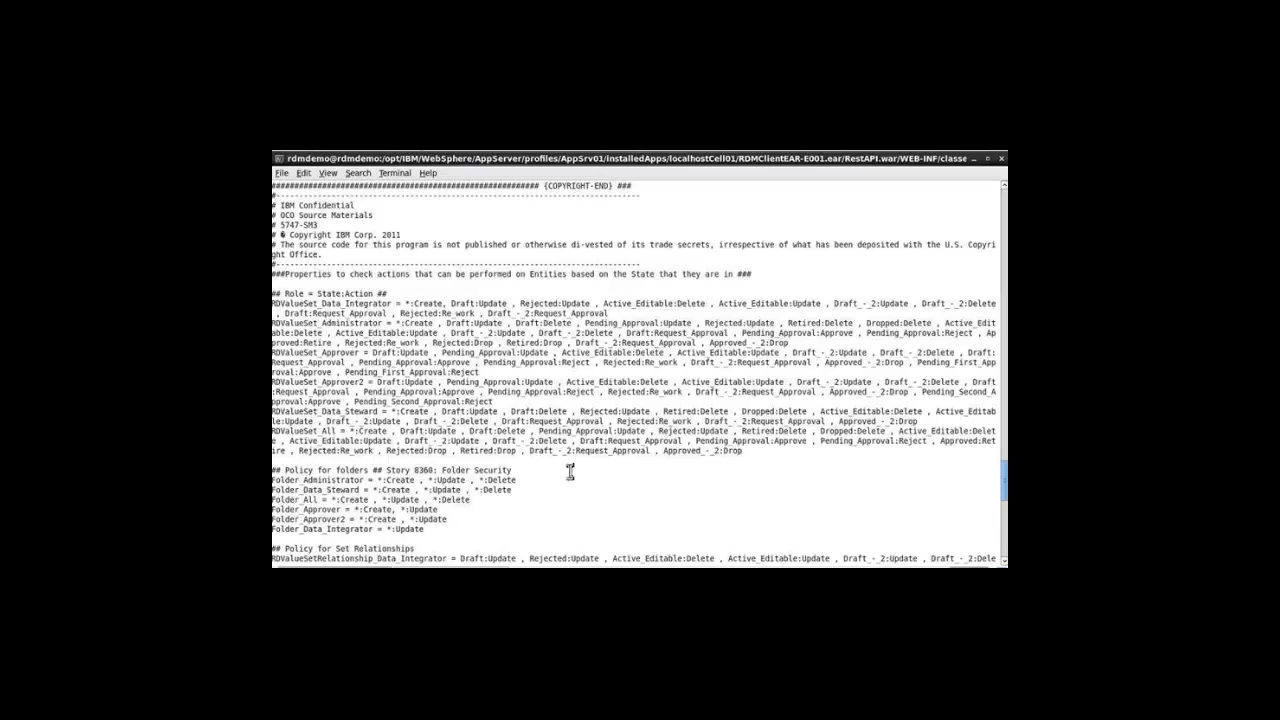 rdmdemo@rdmdemo:/opt/IBM/WebSphere/AppServer/profiles/AppSrv01/installedApps/localhostCell01/RDMClientEAR-E001.ear/RestAPI.war/WEB-INF/classe
File Edit View Search Terminal Help
########################################################## {COPYRIGHT-END} ###
#-------------------------------------------------------------------------------
# IBM Confidential
# OCO Source Materials
# 5747-SM3
# � Copyright IBM Corp. 2011
# The source code for this program is not published or otherwise di-vested of its trade secrets, irrespective of what has been deposited with the U.S. Copyri
ght Office.
#-------------------------------------------------------------------------------
###Properties to check actions that can be performed on Entities based on the State that they are in ###
## Role = State:Action ##
RDValueSet_Data_Integrator = *:Create, Draft:Update , Rejected:Update , Active_Editable:Delete , Active_Editable:Update , Draft_-_2:Update , Draft_-_2:Delete
, Draft:Request_Approval , Rejected:Re_work , Draft_-_2:Request_Approval
RDValueSet_Administrator = *:Create , Draft:Update , Draft:Delete , Pending_Approval:Update , Rejected:Update , Retired:Delete , Dropped:Delete , Active_Edit
able:Delete , Active_Editable:Update , Draft_-_2:Update , Draft_-_2:Delete , Draft:Request_Approval , Pending_Approval:Approve , Pending_Approval:Reject , Ap
proved:Retire , Rejected:Re_work , Rejected:Drop , Retired:Drop , Draft_-_2:Request_Approval , Approved_-_2:Drop
RDValueSet_Approver = Draft:Update , Pending_Approval:Update , Active_Editable:Delete , Active_Editable:Update , Draft_-_2:Update , Draft_-_2:Delete , Draft:
Request_Approval , Pending_Approval:Approve , Pending_Approval:Reject , Rejected:Re_work , Draft_-_2:Request_Approval , Approved_-_2:Drop , Pending_First_App
roval:Approve , Pending_First_Approval:Reject
RDValueSet_Approver2 = Draft:Update , Pending_Approval:Update , Active_Editable:Delete , Active_Editable:Update , Draft_-_2:Update , Draft_-_2:Delete , Draft
:Request_Approval , Pending_Approval:Approve , Pending_Approval:Reject , Rejected:Re_work , Draft_-_2:Request_Approval , Approved_-_2:Drop , Pending_Second_A
pproval:Approve , Pending_Second_Approval:Reject
RDValueSet_Data_Steward = *:Create , Draft:Update , Draft:Delete , Rejected:Update , Retired:Delete , Dropped:Delete , Active_Editable:Delete , Active_Editab
le:Update , Draft_-_2:Update , Draft_-_2:Delete , Draft:Request_Approval , Rejected:Re_work , Draft_-_2:Request_Approval , Approved_-_2:Drop
RDValueSet_All = *:Create , Draft:Update , Draft:Delete , Pending_Approval:Update , Rejected:Update , Retired:Delete , Dropped:Delete , Active_Editable:Delet
e , Active_Editable:Update , Draft_-_2:Update , Draft_-_2:Delete , Draft:Request_Approval , Pending_Approval:Approve , Pending_Approval:Reject , Approved:Ret
ire , Rejected:Re_work , Rejected:Drop , Retired:Drop , Draft_-_2:Request_Approval , Approved_-_2:Drop
## Policy for folders ## Story 8360: Folder Security
Folder_Administrator = *:Create , *:Update , *:Delete
Folder_Data_Steward = *:Create , *:Update , *:Delete
Folder_All = *:Create , *:Update , *:Delete
Folder_Approver = *:Create, *:Update
Folder_Approver2 = *:Create , *:Update
Folder_Data_Integrator = *:Update
## Policy for Set Relationships
RDValueSetRelationship_Data_Integrator = Draft:Update , Rejected:Update , Active_Editable:Delete , Active_Editable:Update , Draft_-_2:Update , Draft_-_2:Dele